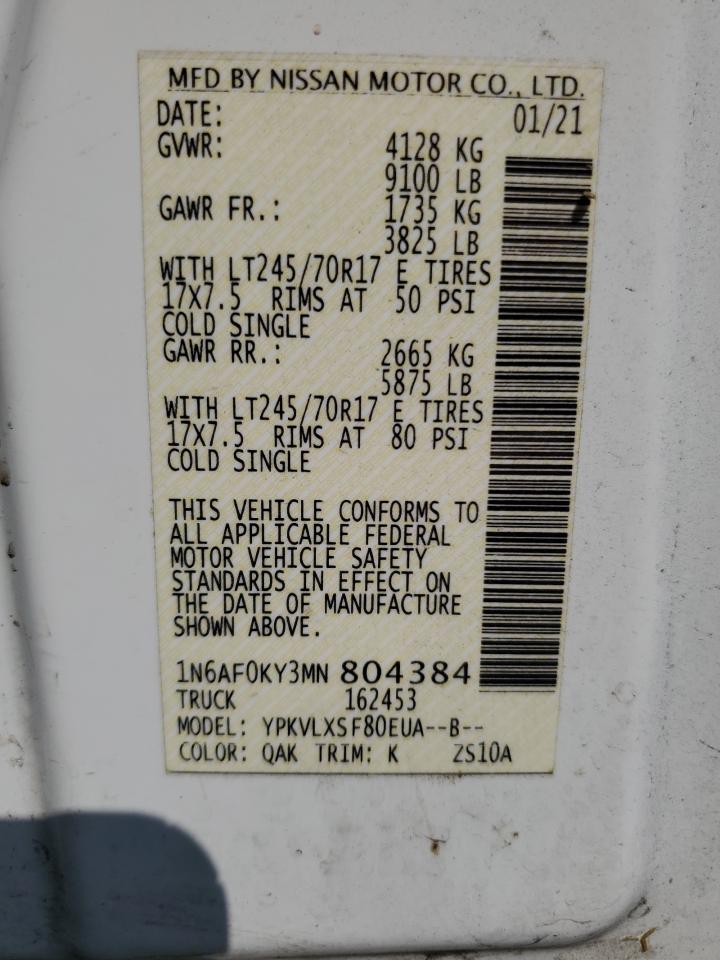 MFD BY NISSAN MOTOR CO., LTD.
DATE: 01/21
GVWR: 4128 KG
9100 LB
GAWR FR.: 1735 KG
3825 LB
WITH LT245/70R17 E TIRES
17X7.5 RIMS AT 50 PSI
COLD SINGLE
GAWR RR.: 2665 KG
5875 LB
WITH LT245/70R17 E TIRES
17X7.5 RIMS AT 80 PSI
COLD SINGLE
THIS VEHICLE CONFORMS TO
ALL APPLICABLE FEDERAL
MOTOR VEHICLE SAFETY
STANDARDS IN EFFECT ON
THE DATE OF MANUFACTURE
SHOWN ABOVE.
1N6AF0KY3MN 804384
TRUCK 162453
MODEL: YPKVLXSF80EUA--B--
COLOR: QAK TRIM: K ZS10A